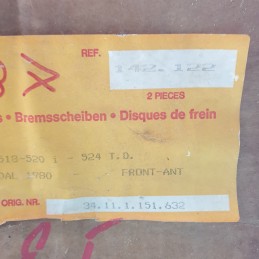 REF. 142.122
2 PIECES
• Bremsscheiben • Disques de frein
518-520 i - 524 T.D.
1980 - FRONT-ANT
ORIG. NR. 34.11.1.151.632